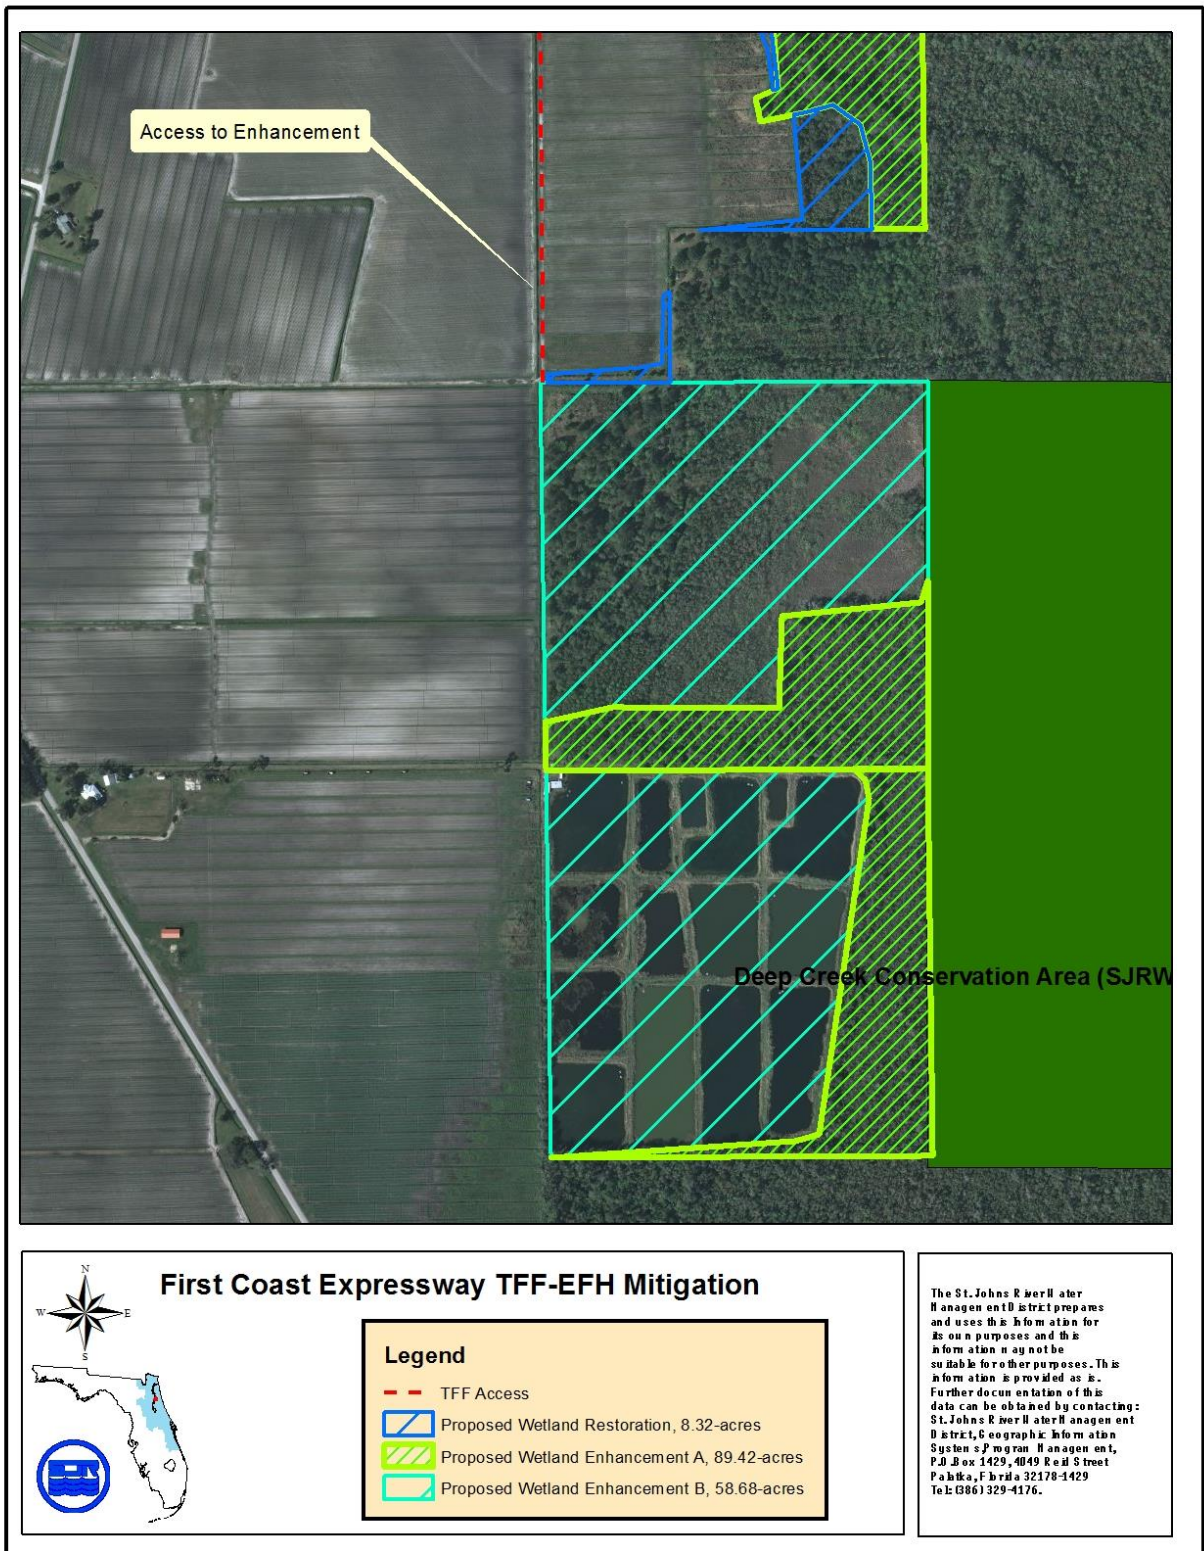 Access to Enhancement
Deep Creek Conservation Area (SJRW
First Coast Expressway TFF-EFH Mitigation
N
W
E
S
Legend
TFF Access
Proposed Wetland Restoration, 8.32-acres
Proposed Wetland Enhancement A, 89.42-acres
Proposed Wetland Enhancement B, 58.68-acres
The St. Johns River Water
Management District prepares
and uses this information for
its own purposes and this
information may not be
suitable for other purposes. This
information is provided as is.
Further documentation of this
data can be obtained by contacting:
St. Johns River Water Management
District, Geographic Information
Systems, Program Management,
P.O. Box 1429, 4049 Reid Street
Palatka, Florida 32178-1429
Tel: (386) 329-4176.